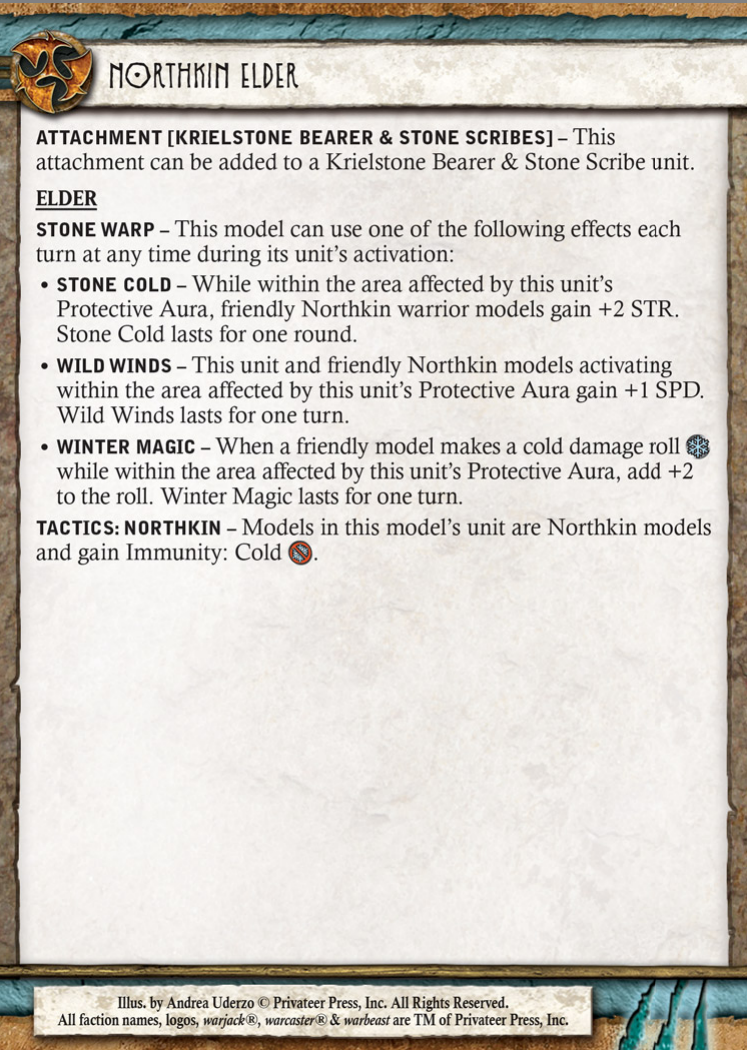 NORTHKIN ELDER
ATTACHMENT [KRIELSTONE BEARER & STONE SCRIBES] – This
attachment can be added to a Krielstone Bearer & Stone Scribe unit.
ELDER
STONE WARP – This model can use one of the following effects each
turn at any time during its unit's activation:
• STONE COLD – While within the area affected by this unit's
Protective Aura, friendly Northkin warrior models gain +2 STR.
Stone Cold lasts for one round.
• WILD WINDS – This unit and friendly Northkin models activating
within the area affected by this unit's Protective Aura gain +1 SPD.
Wild Winds lasts for one turn.
• WINTER MAGIC – When a friendly model makes a cold damage roll
while within the area affected by this unit's Protective Aura, add +2
to the roll. Winter Magic lasts for one turn.
TACTICS: NORTHKIN – Models in this model's unit are Northkin models
and gain Immunity: Cold .
Illus. by Andrea Uderzo © Privateer Press, Inc. All Rights Reserved.
All faction names, logos, warjack®, warcaster® & warbeast are TM of Privateer Press, Inc.